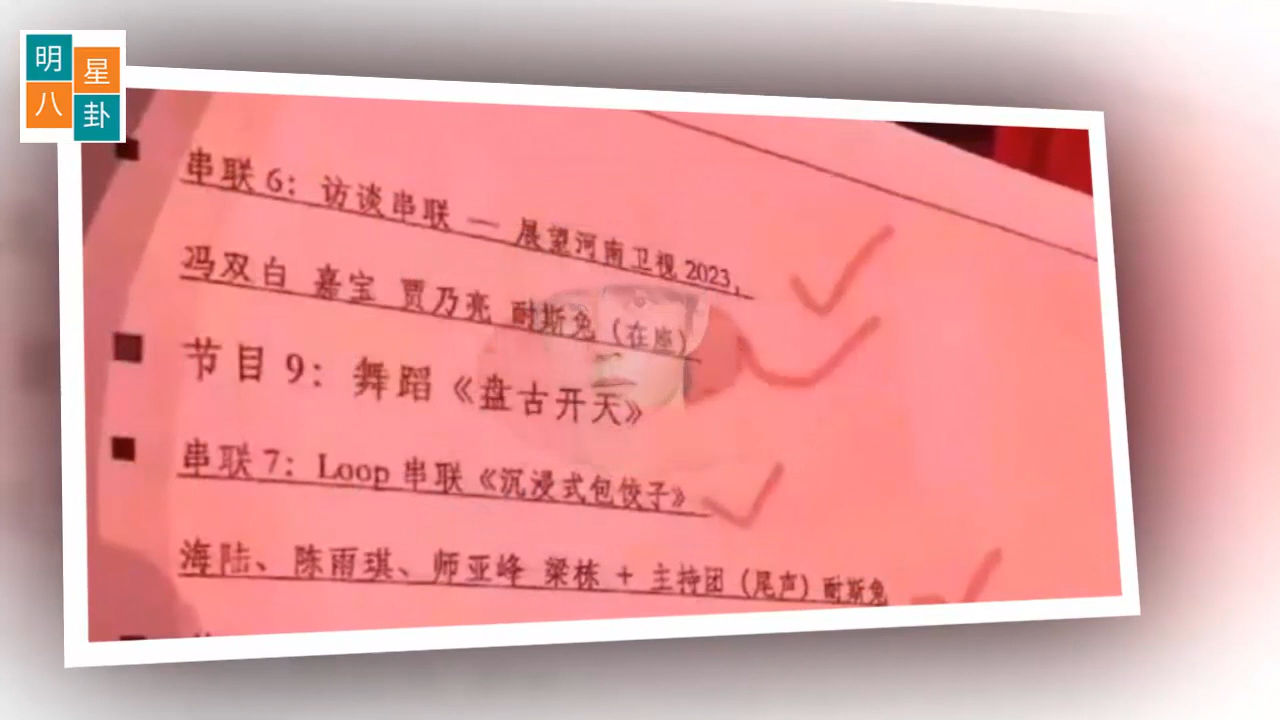 明星
八卦
串联 6：访谈串联 — 展望河南卫视 2023，
冯双白 嘉宝 贾乃亮 耐斯兔（在座）
节目 9：舞蹈《盘古开天》
串联 7：Loop 串联《沉浸式包饺子》
海陆、陈雨琪、师亚峰 梁栋 + 主持团（尾声）耐斯兔